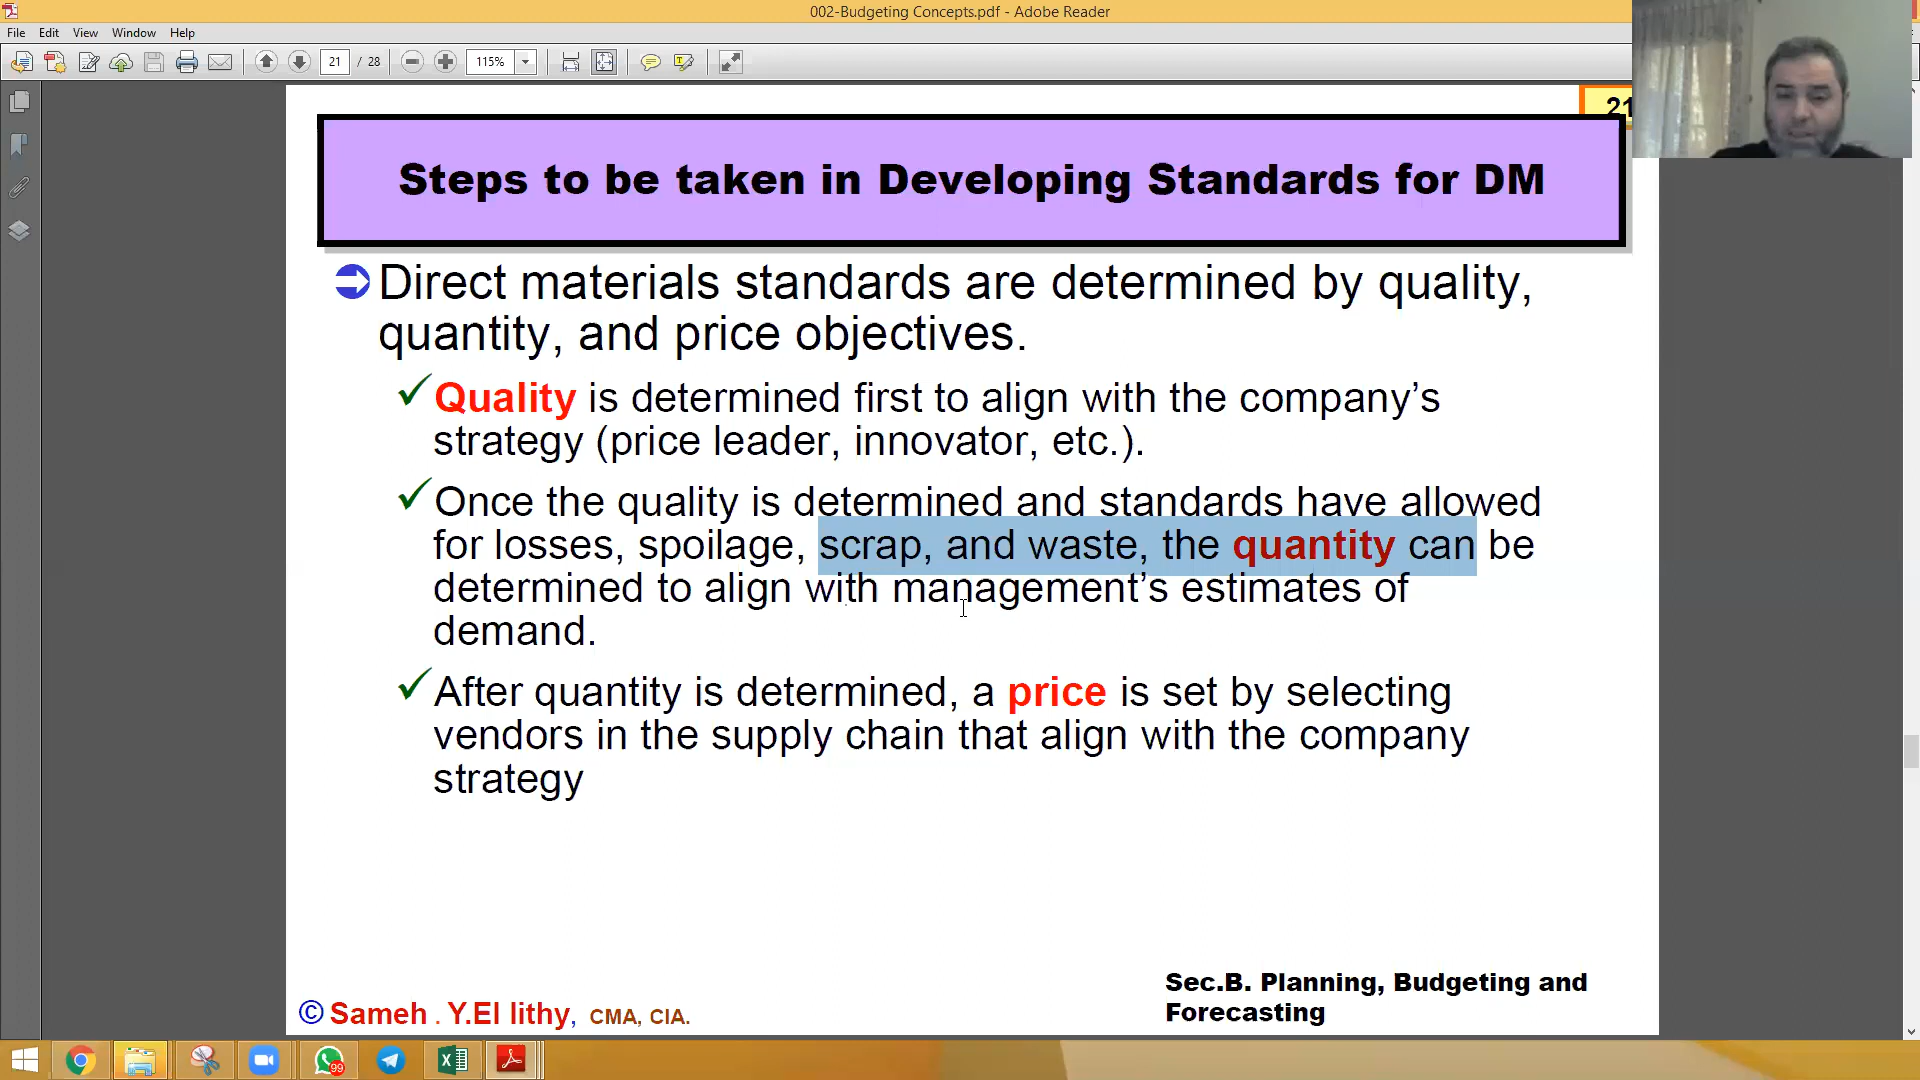 002-Budgeting Concepts.pdf - Adobe Reader
File Edit View Window Help
21 / 28 115%
21
Steps to be taken in Developing Standards for DM
Direct materials standards are determined by quality,
quantity, and price objectives.
Quality is determined first to align with the company’s
strategy (price leader, innovator, etc.).
Once the quality is determined and standards have allowed
for losses, spoilage, scrap, and waste, the quantity can be
determined to align with management’s estimates of
demand.
After quantity is determined, a price is set by selecting
vendors in the supply chain that align with the company
strategy
Sec.B. Planning, Budgeting and
Forecasting
© Sameh . Y.El lithy, CMA, CIA.
99